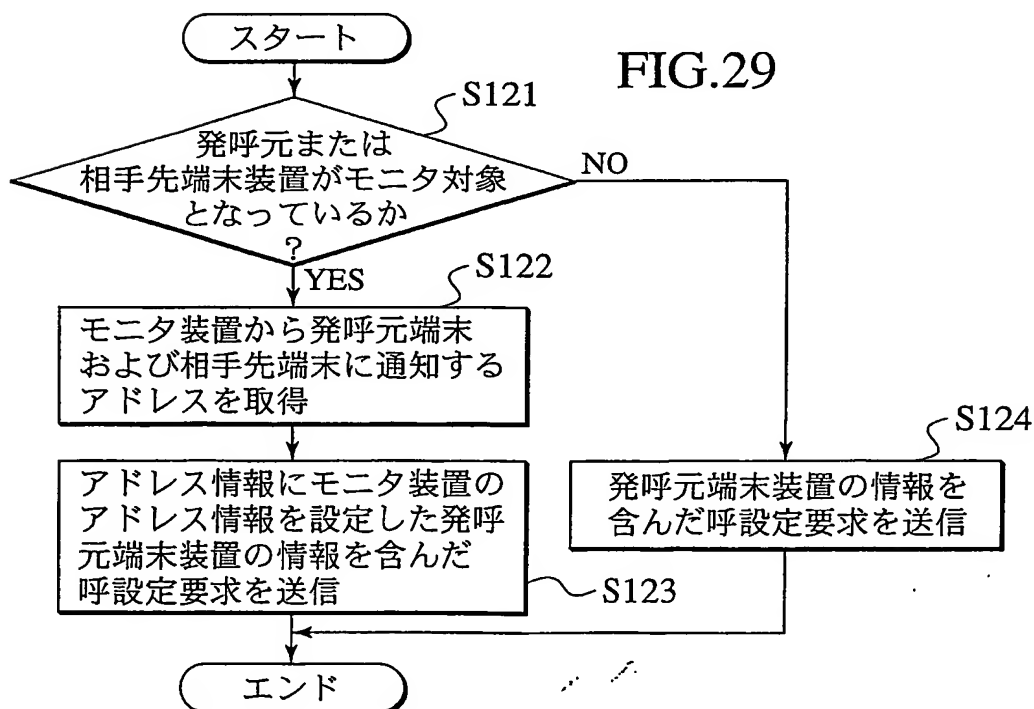 スタート
FIG.29
S121
発呼元または
相手先端末装置がモニタ対象
となっているか
?
NO
YES
S122
モニタ装置から発呼元端末
および相手先端末に通知する
アドレスを取得
S124
アドレス情報にモニタ装置の
アドレス情報を設定した発呼
元端末装置の情報を含んだ
呼設定要求を送信
発呼元端末装置の情報を
含んだ呼設定要求を送信
S123
エンド